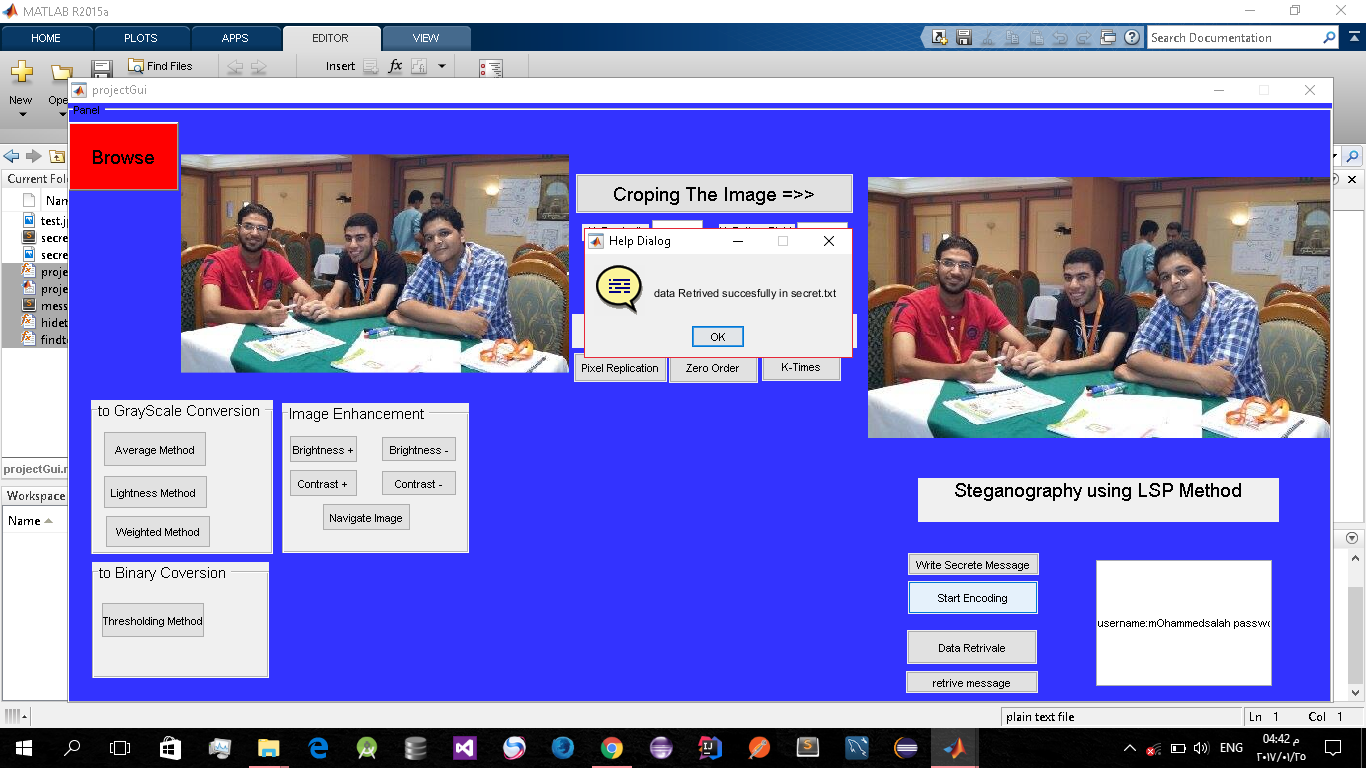 MATLAB R2015a
HOME
PLOTS
APPS
EDITOR
VIEW
Search Documentation
New
Find Files
Insert
fx
projectGui
Panel
Browse
Current Fold
Nam
test.j
secre
secre
proje
proje
mess
hidet
findte
projectGui.r
Workspace
Name
Croping The Image =>>
Help Dialog
data Retrived succesfully in secret.txt
OK
Pixel Replication
Zero Order
K-Times
to GrayScale Conversion
Average Method
Lightness Method
Weighted Method
Image Enhancement
Brightness +
Brightness -
Contrast +
Contrast -
Navigate Image
to Binary Coversion
Thresholding Method
Steganography using LSP Method
Write Secrete Message
Start Encoding
Data Retrivale
retrive message
username:mOhammedsalah passwo
plain text file
Ln 1
Col 1
ENG
04:42 م
٢٠١٧/٠١/٢٥